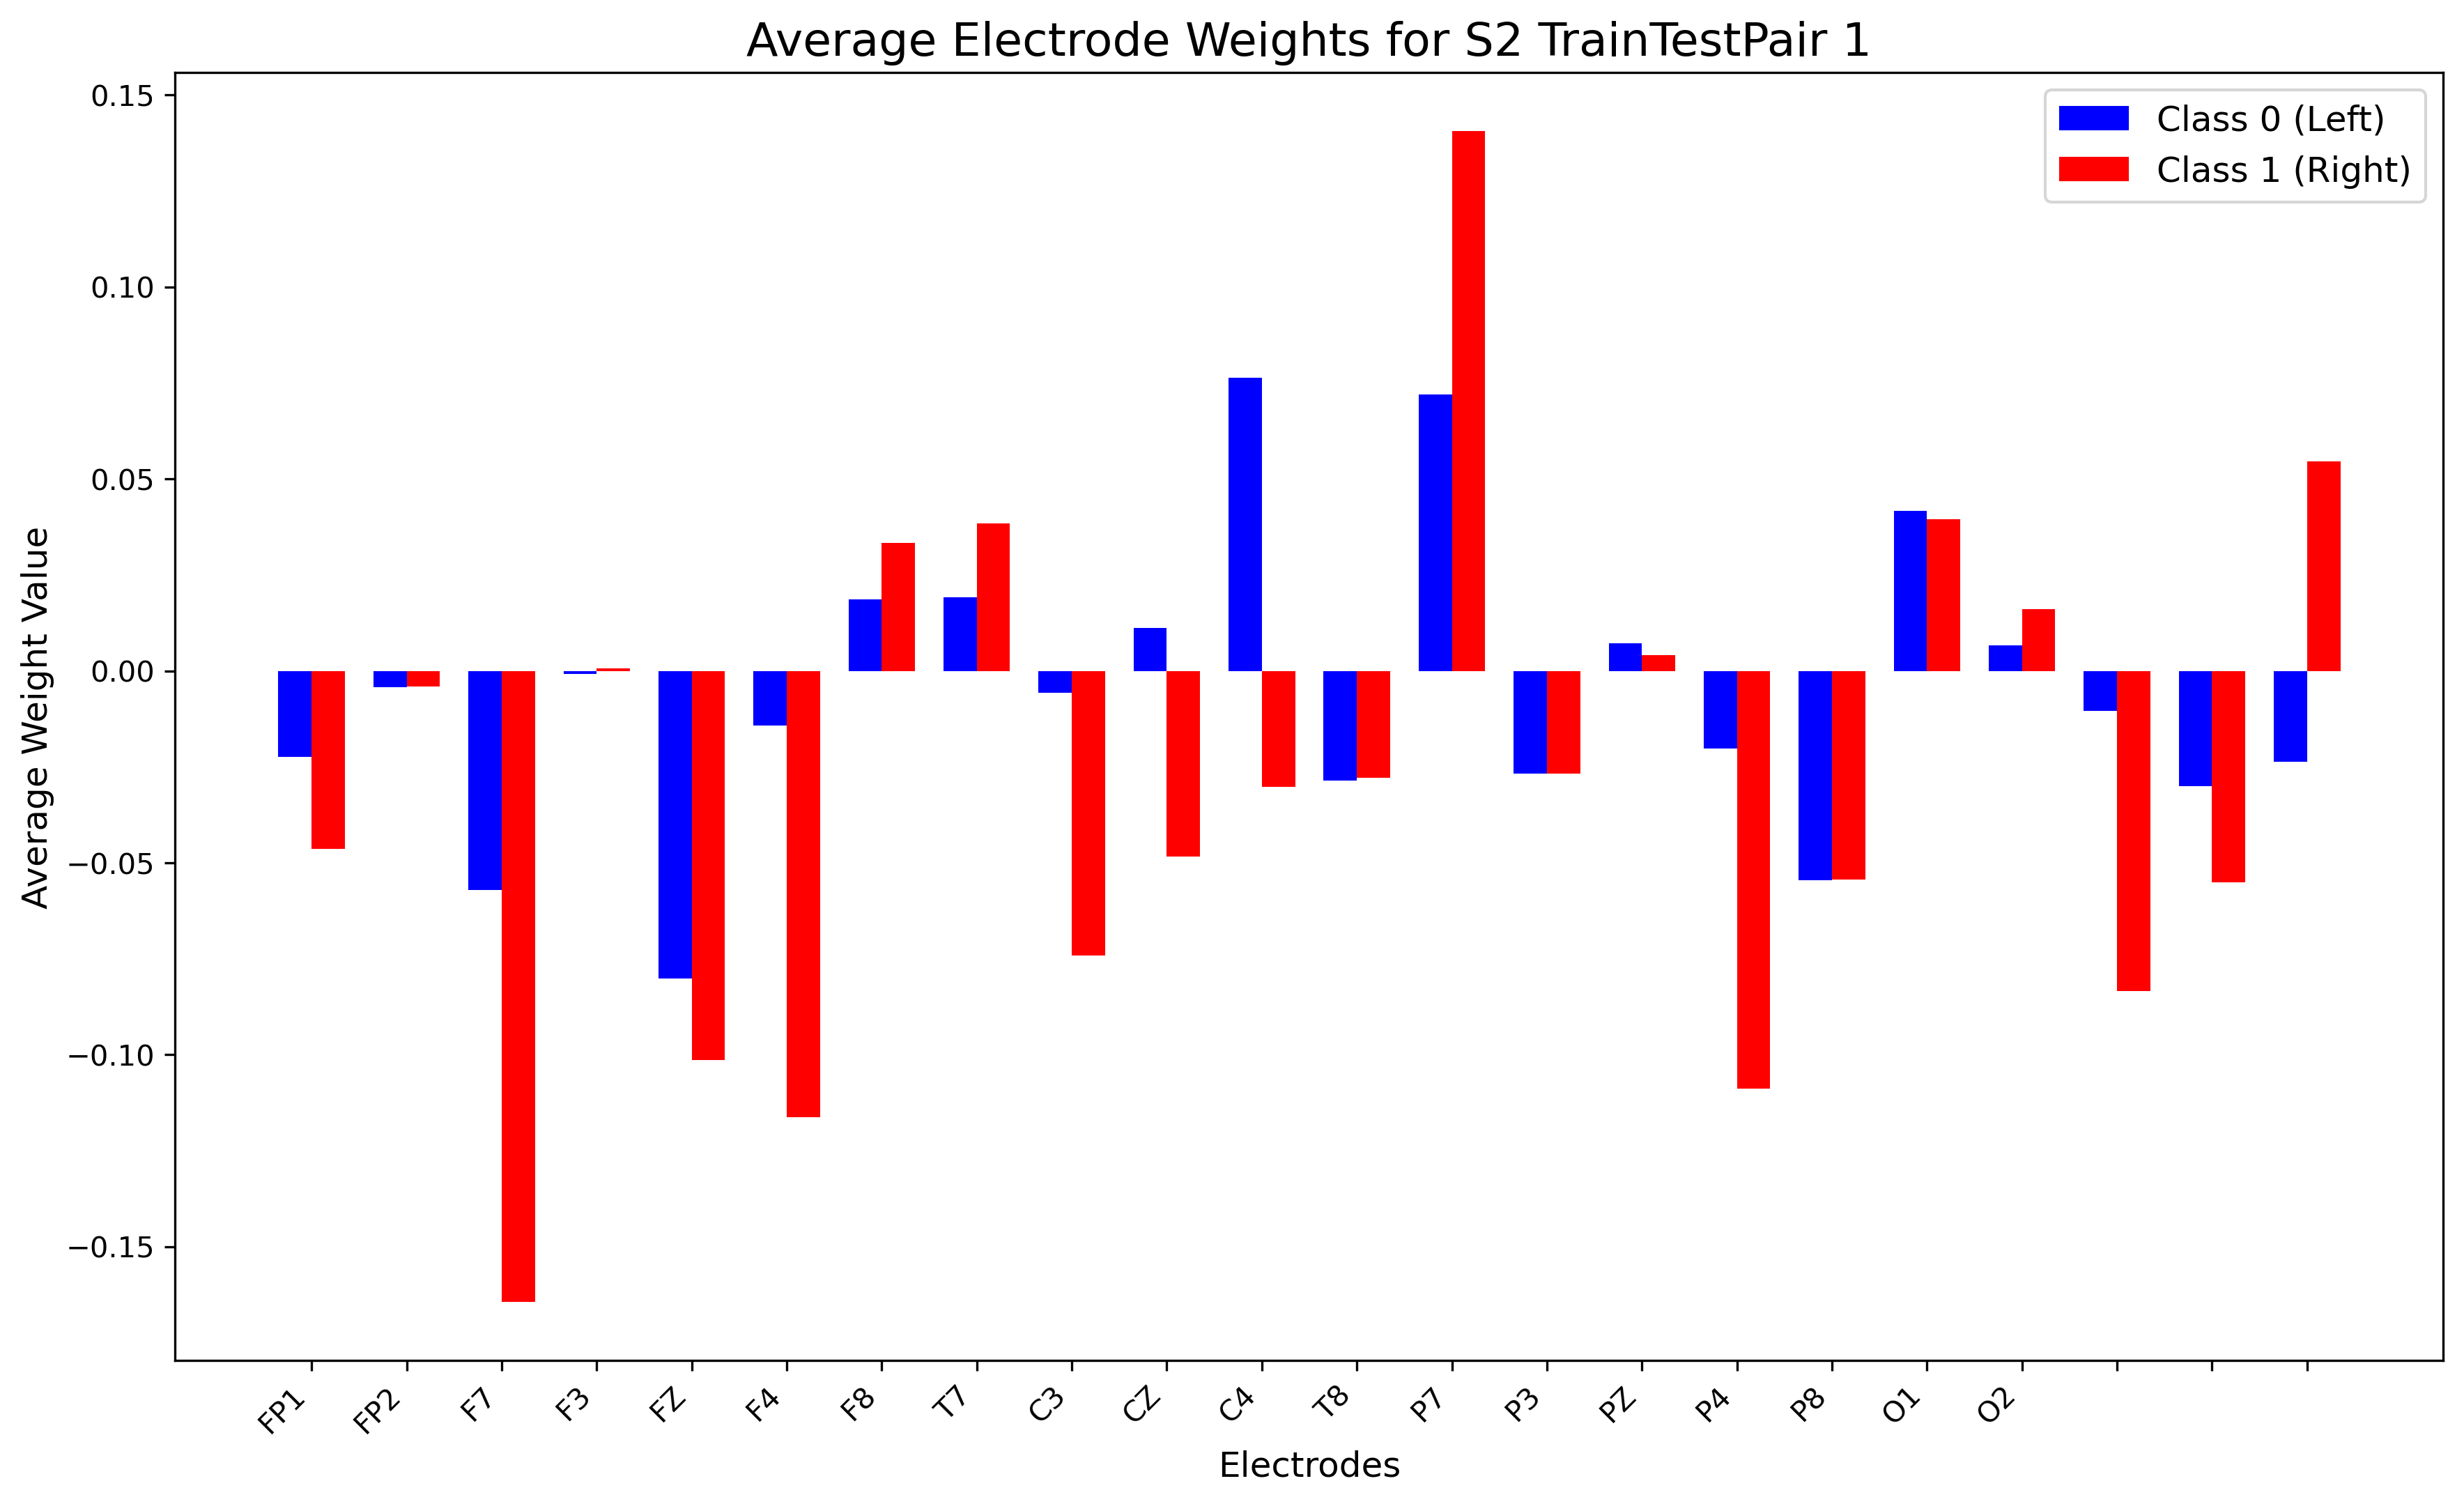 Average Electrode Weights for S2 TrainTestPair 1
Class 0 (Left)
Class 1 (Right)
0.15
0.10
0.05
0.00
−0.05
−0.10
−0.15
Average Weight Value
FP1 FP2 F7 F3 FZ F4 F8 T7 C3 CZ C4 T8 P7 P3 PZ P4 P8 O1 O2
Electrodes